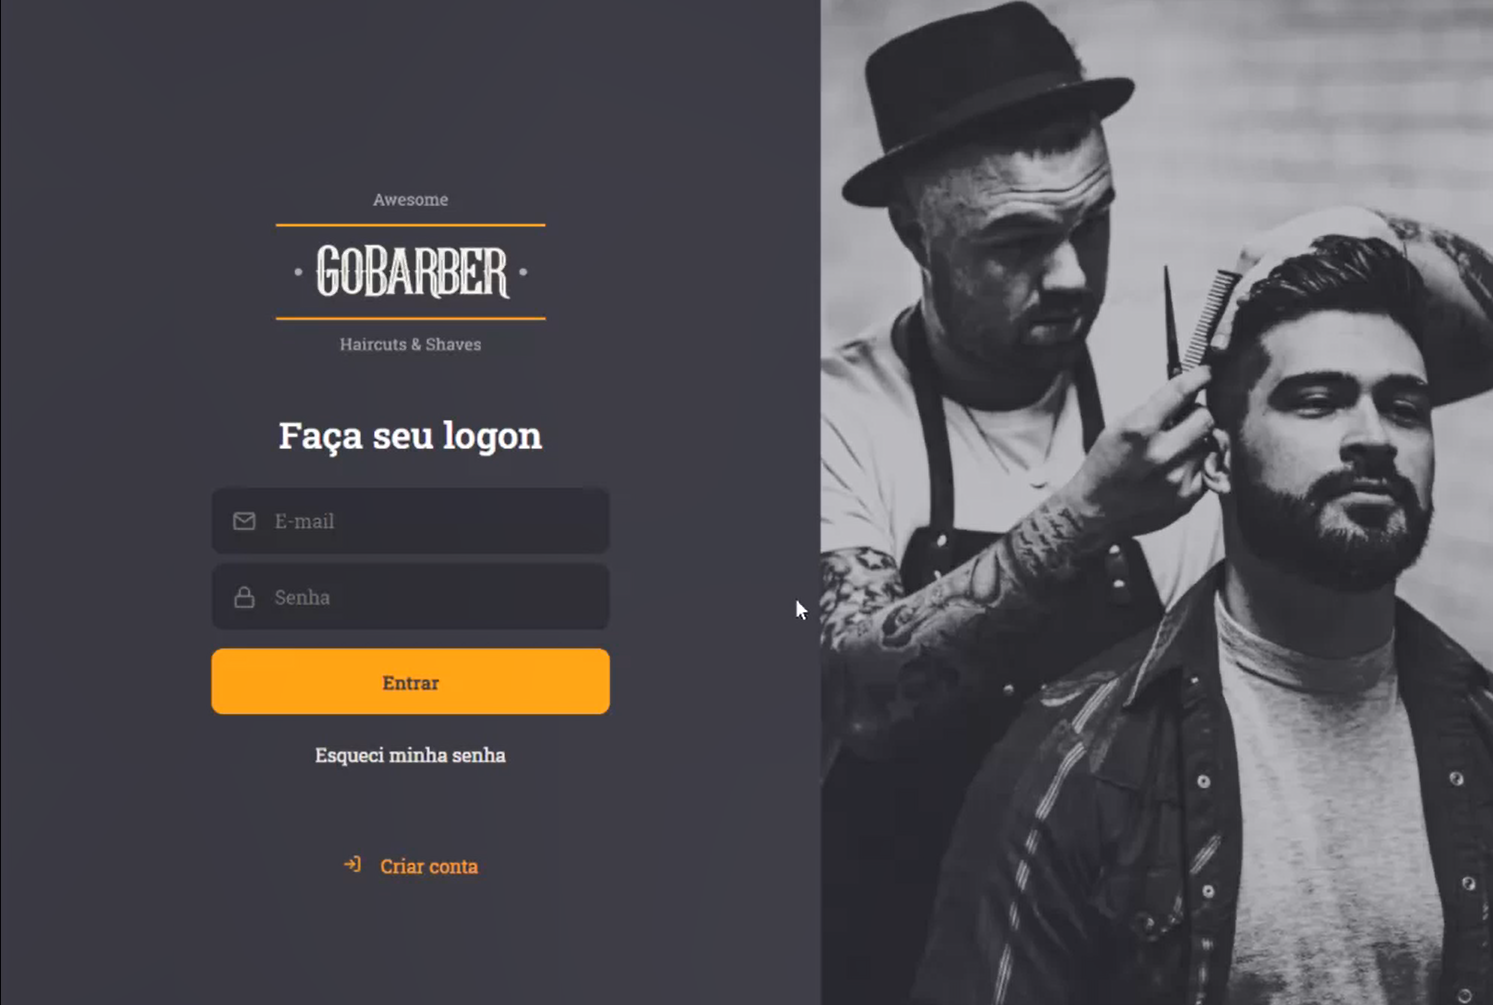 Awesome
GOBARBER
Haircuts & Shaves
Faça seu logon
E-mail
Senha
Entrar
Esqueci minha senha
Criar conta